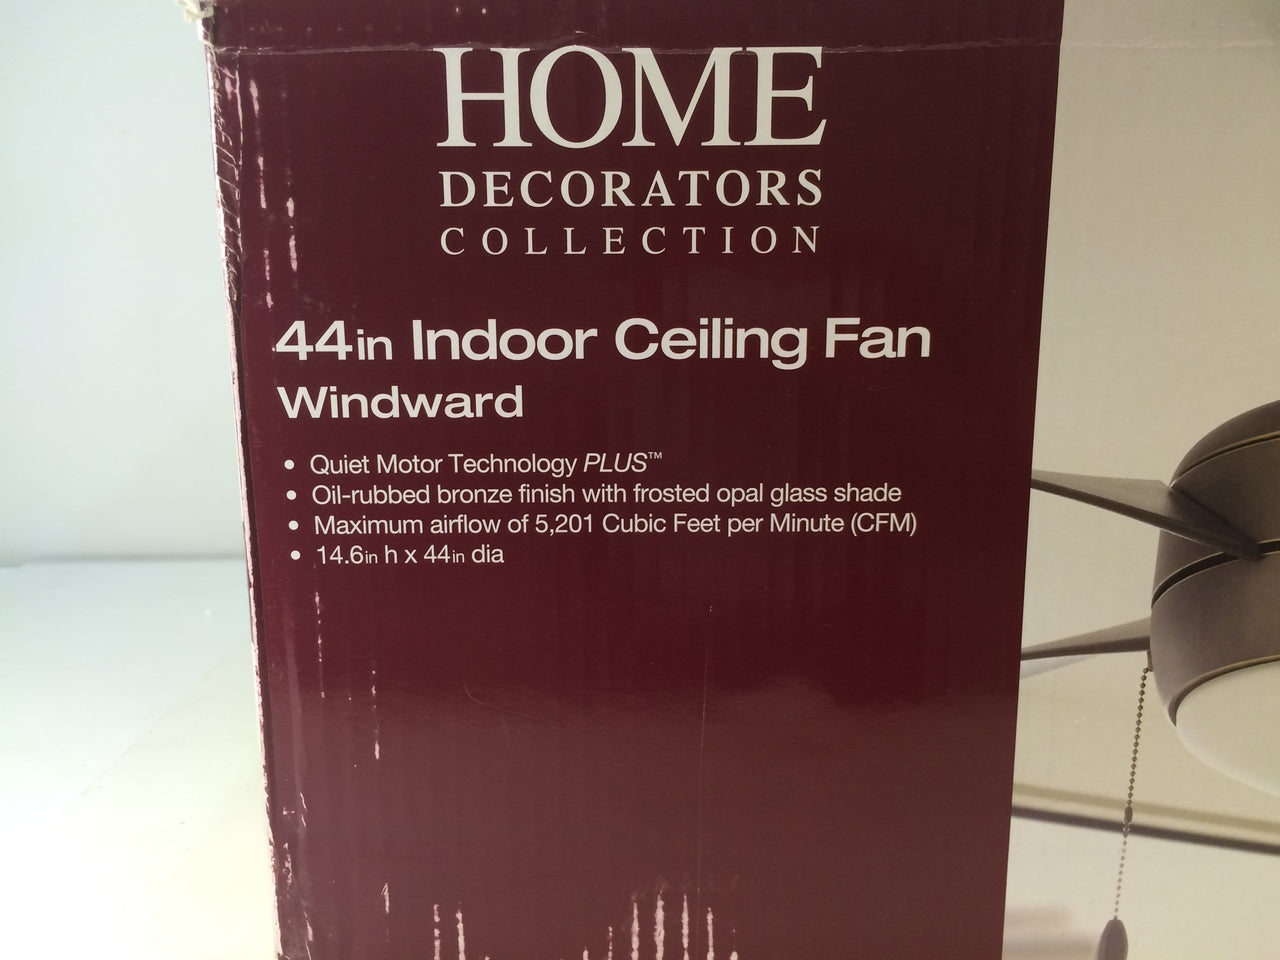 HOME
DECORATORS
COLLECTION
44in Indoor Ceiling Fan
Windward
• Quiet Motor Technology PLUS™
• Oil-rubbed bronze finish with frosted opal glass shade
• Maximum airflow of 5,201 Cubic Feet per Minute (CFM)
• 14.6in h x 44in dia